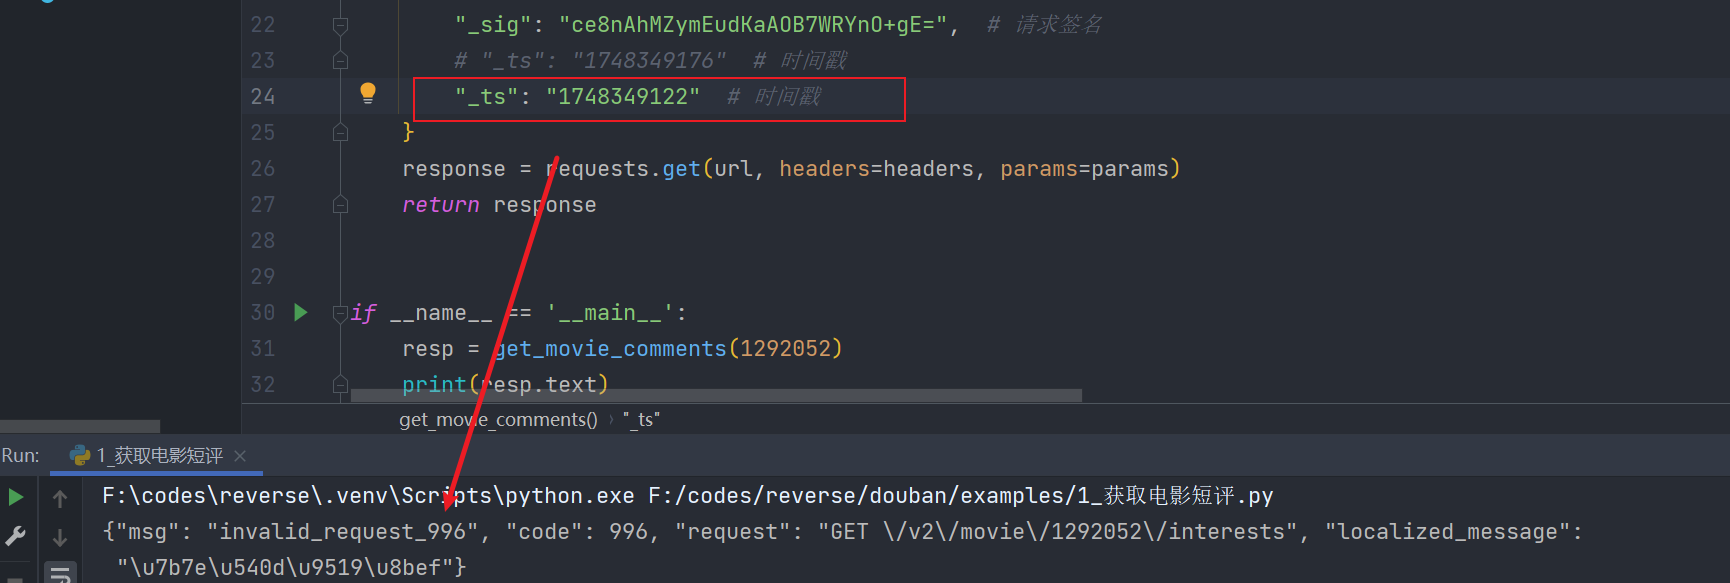 22 "_sig": "ce8nAhMZymEudKaAOB7WRYnO+gE=", # 请求签名
23 # "_ts": "1748349176" # 时间戳
24 "_ts": "1748349122" # 时间戳
25 }
26 response = requests.get(url, headers=headers, params=params)
27 return response
28
29
30 if __name__ == '__main__':
31 resp = get_movie_comments(1292052)
32 print(resp.text)
get_movie_comments() › "_ts"
Run: 1_获取电影短评 ×
F:\codes\reverse\.venv\Scripts\python.exe F:/codes/reverse/douban/examples/1_获取电影短评.py
{"msg": "invalid_request_996", "code": 996, "request": "GET \/v2\/movie\/1292052\/interests", "localized_message":
"\u7b7e\u540d\u9519\u8bef"}